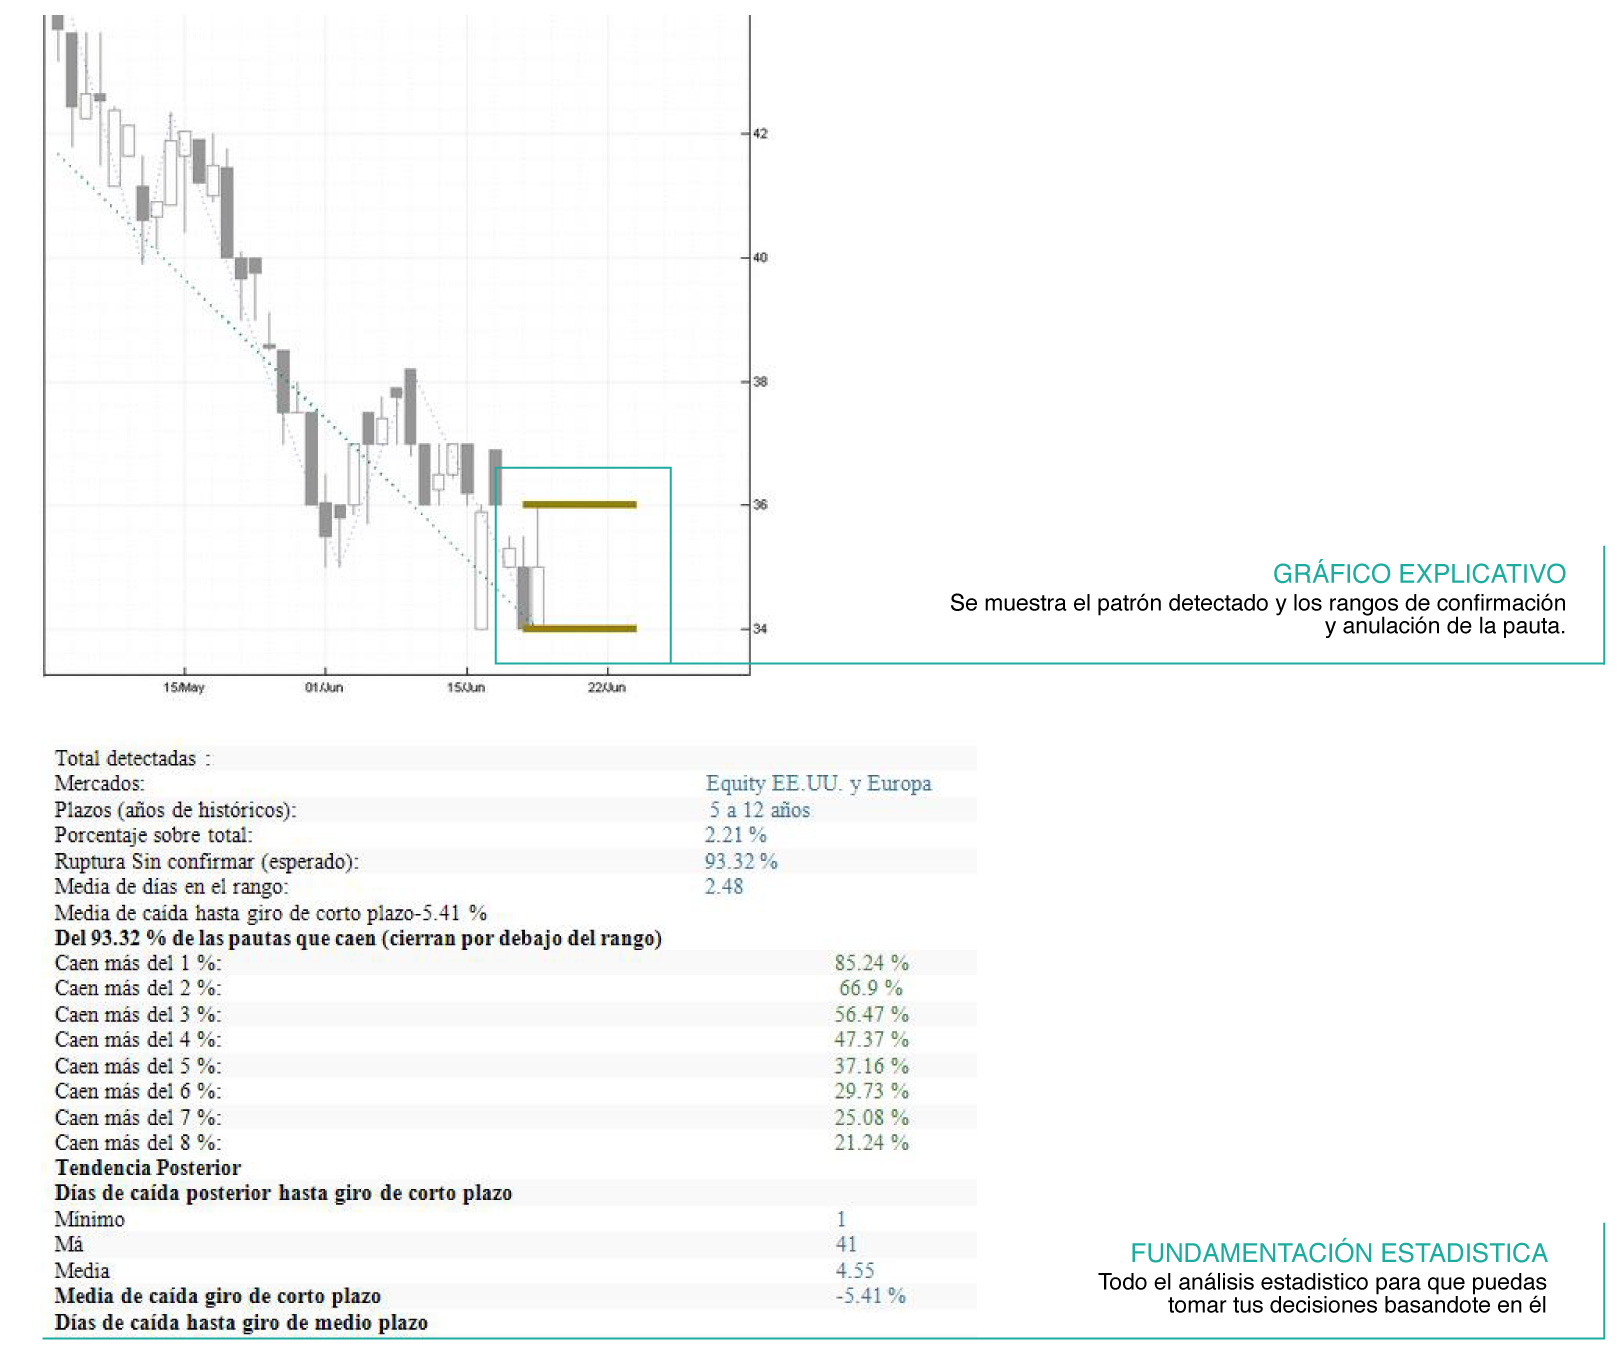 42
40
38
36
34
15/May
01/Jun
15/Jun
22/Jun
GRÁFICO EXPLICATIVO
Se muestra el patrón detectado y los rangos de confirmación
y anulación de la pauta.
Total detectadas :
Mercados: Equity EE.UU. y Europa
Plazos (años de históricos): 5 a 12 años
Porcentaje sobre total: 2.21 %
Ruptura Sin confirmar (esperado): 93.32 %
Media de días en el rango: 2.48
Media de caída hasta giro de corto plazo-5.41 %
Del 93.32 % de las pautas que caen (cierran por debajo del rango)
Caen más del 1 %: 85.24 %
Caen más del 2 %: 66.9 %
Caen más del 3 %: 56.47 %
Caen más del 4 %: 47.37 %
Caen más del 5 %: 37.16 %
Caen más del 6 %: 29.73 %
Caen más del 7 %: 25.08 %
Caen más del 8 %: 21.24 %
Tendencia Posterior
Días de caída posterior hasta giro de corto plazo
Mínimo 1
Má 41
Media 4.55
Media de caída giro de corto plazo -5.41 %
Días de caída hasta giro de medio plazo
FUNDAMENTACIÓN ESTADISTICA
Todo el análisis estadistico para que puedas
tomar tus decisiones basandote en él